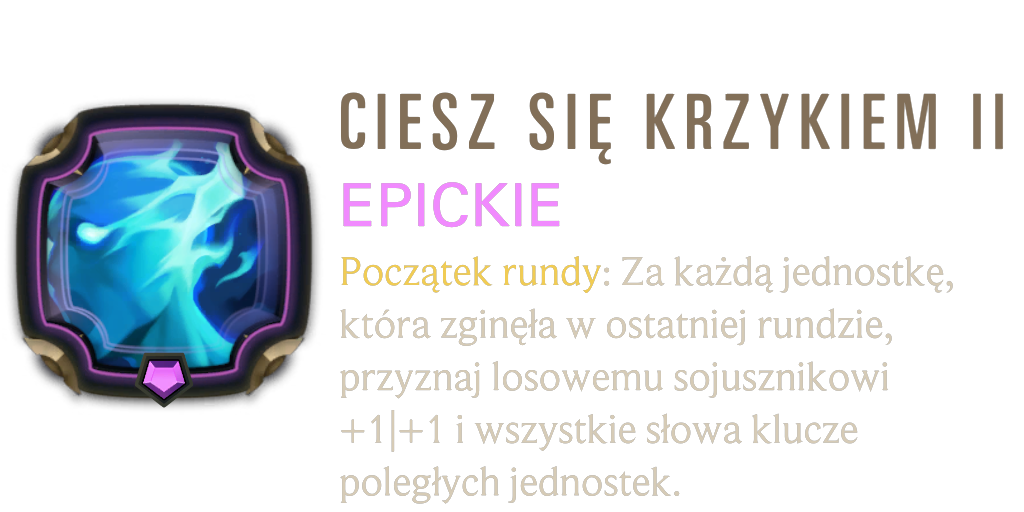 CIESZ SIĘ KRZYKIEM II
EPICKIE
Początek rundy: Za każdą jednostkę,
która zginęła w ostatniej rundzie,
przyznaj losowemu sojusznikowi
+1|+1 i wszystkie słowa klucze
poległych jednostek.